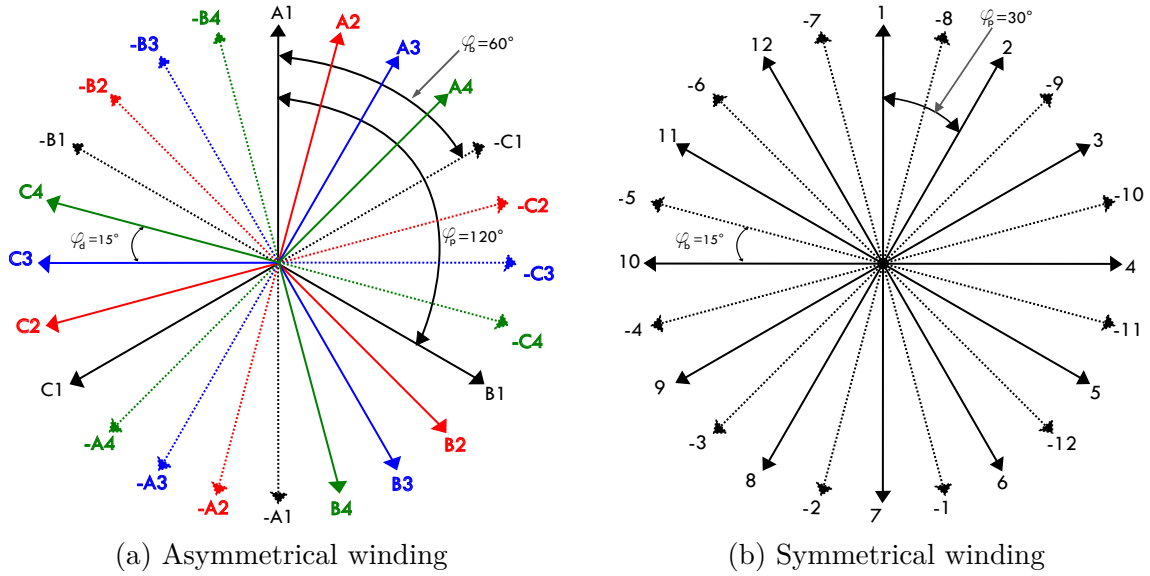 A1
-B4
A2
-B3
A3
φb=60°
-B2
A4
-B1
-C1
C4
-C2
φd=15°
φp=120°
C3
-C3
C2
-C4
C1
B1
-A4
B2
-A3
B3
-A2
B4
-A1
(a) Asymmetrical winding
1
-7
-8
φp=30°
12
2
-6
-9
11
3
-5
-10
φb=15°
10
4
-4
-11
9
5
-3
-12
8
6
-2
-1
7
(b) Symmetrical winding